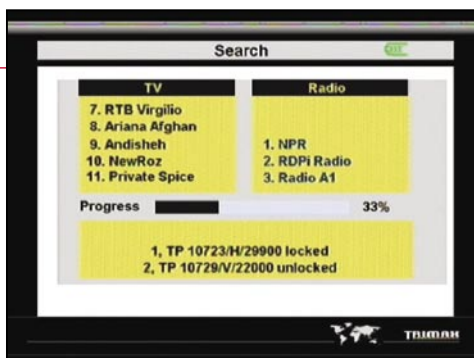 Search
TV
7. RTB Virgilio
8. Ariana Afghan
9. Andisheh
10. NewRoz
11. Private Spice
Radio
1. NPR
2. RDPi Radio
3. Radio A1
Progress 33%
1, TP 10723/H/29900 locked
2, TP 10729/V/22000 unlocked
TRIMAX